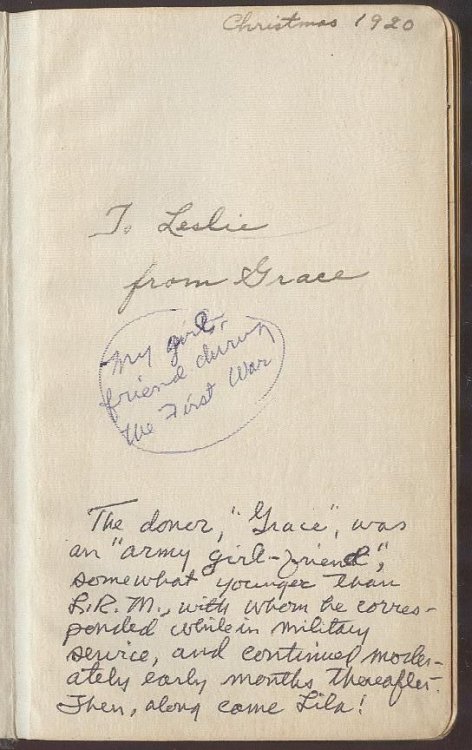 Christmas 1920
To Leslie
from Grace
My girl-
friend during
the First War
The donor, "Grace", was
an "army girl-friend",
somewhat younger than
L.R.M., with whom he corres-
ponded while in military
service, and continued moder-
ately early months thereafter.
Then, along came Lila!